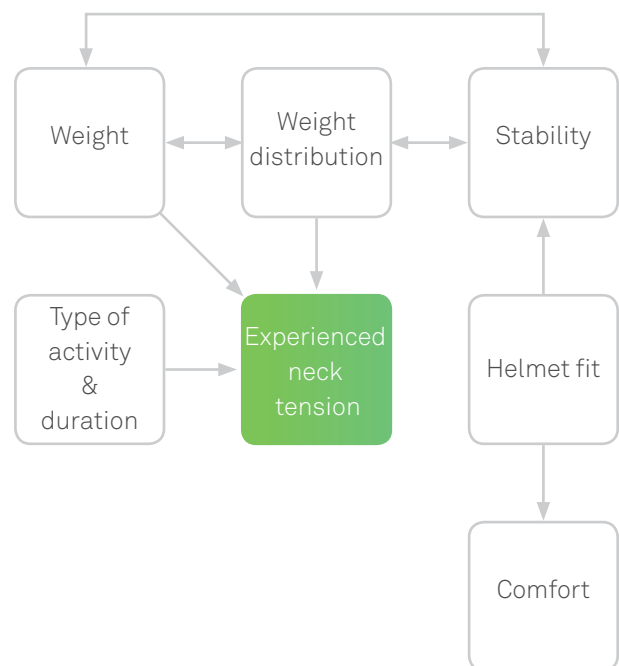 Weight
Weight
distribution
Stability
Type of
activity
&
duration
Experienced
neck
tension
Helmet fit
Comfort